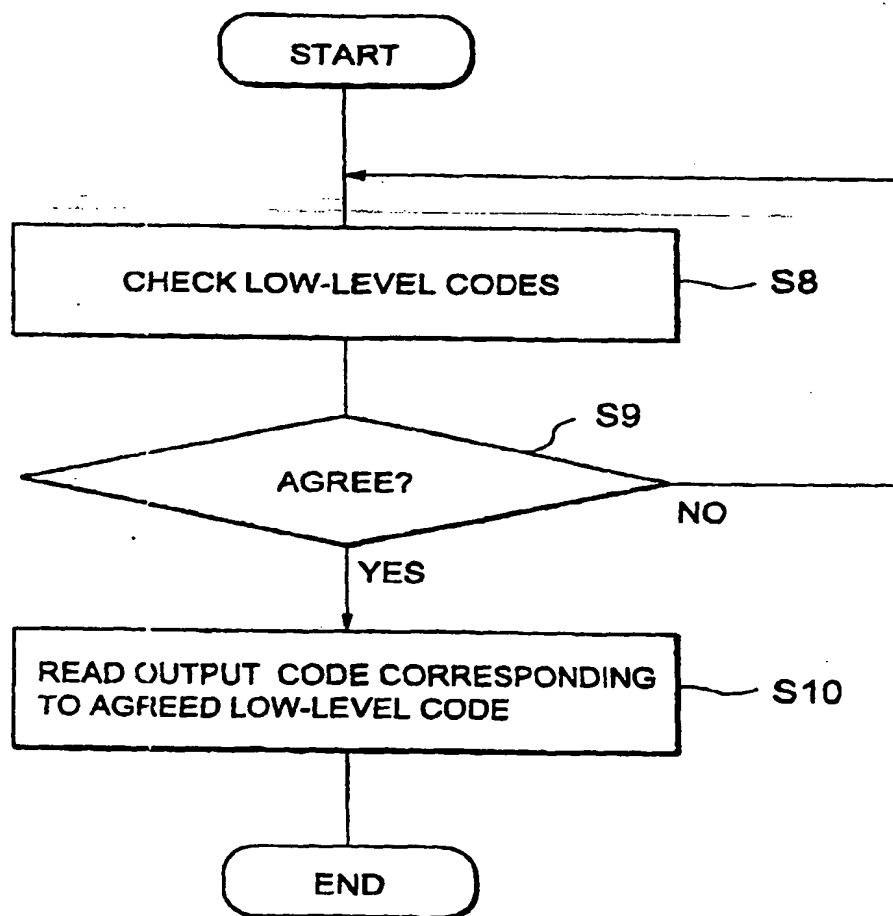 START
CHECK LOW-LEVEL CODES
S8
S9
AGREE?
NO
YES
READ OUTPUT CODE CORRESPONDING
TO AGREED LOW-LEVEL CODE
S10
END